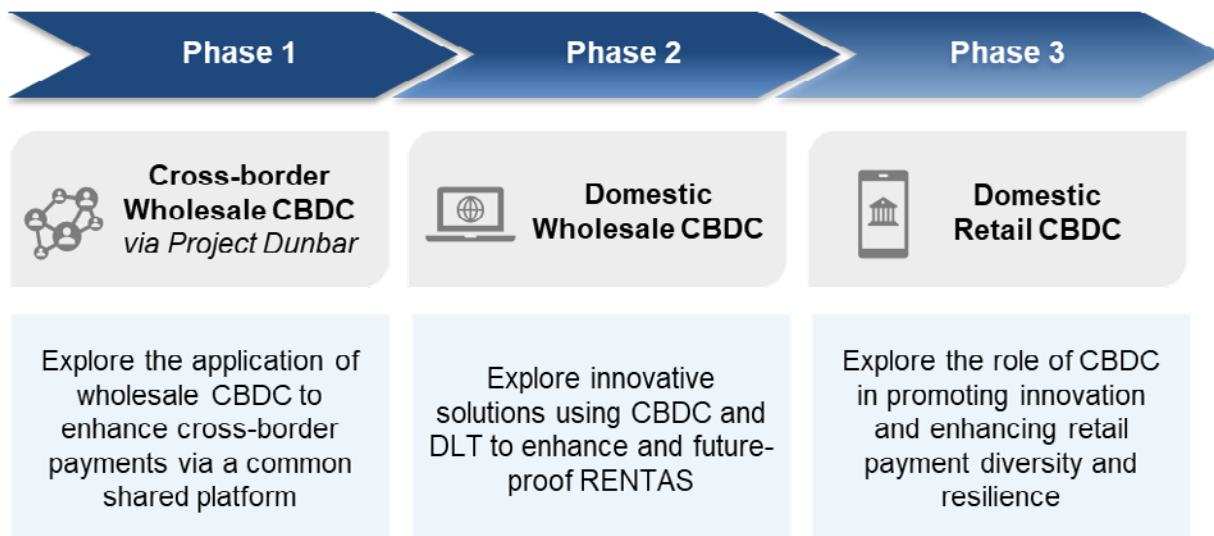 Phase 1
Phase 2
Phase 3
Cross-border
Wholesale CBDC
via Project Dunbar
Domestic
Wholesale CBDC
Domestic
Retail CBDC
Explore the application of
wholesale CBDC to
enhance cross-border
payments via a common
shared platform
Explore innovative
solutions using CBDC and
DLT to enhance and future-
proof RENTAS
Explore the role of CBDC
in promoting innovation
and enhancing retail
payment diversity and
resilience